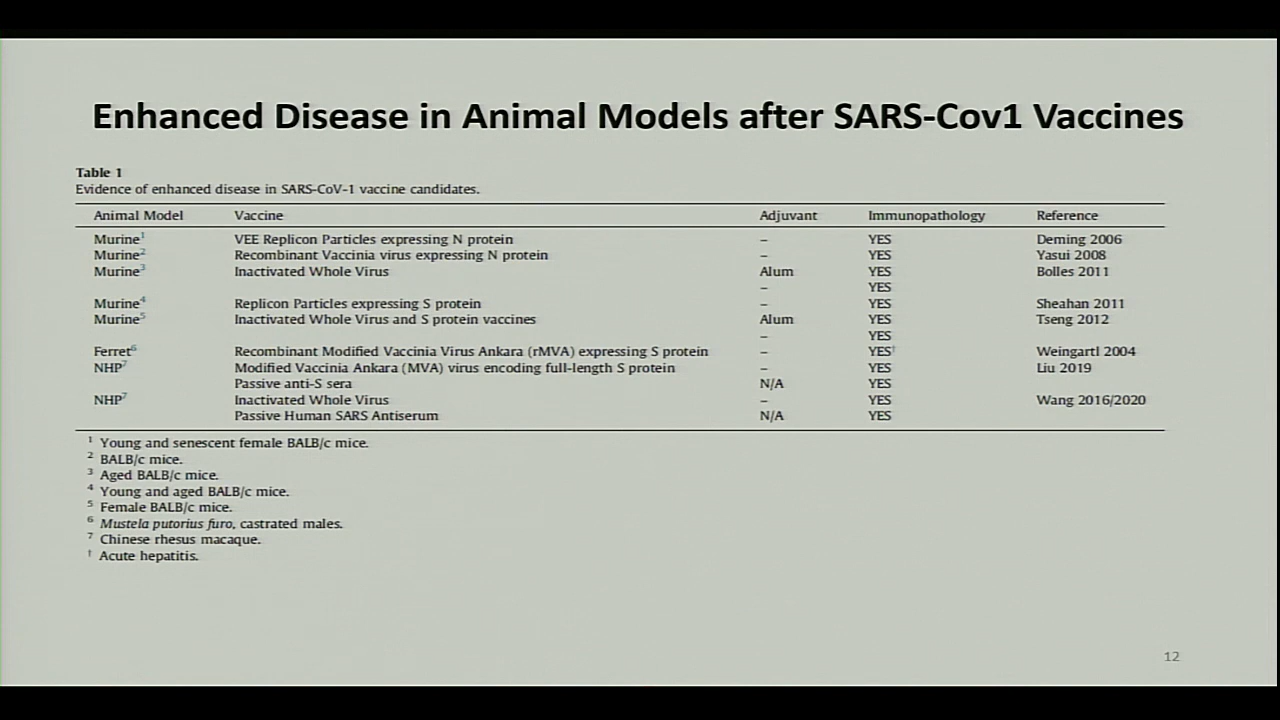 Enhanced Disease in Animal Models after SARS-Cov1 Vaccines
Table 1
Evidence of enhanced disease in SARS-CoV-1 vaccine candidates.
Animal Model Vaccine Adjuvant Immunopathology Reference
Murine1 VEE Replicon Particles expressing N protein – YES Deming 2006
Murine2 Recombinant Vaccinia virus expressing N protein – YES Yasui 2008
Murine3 Inactivated Whole Virus Alum YES Bolles 2011
– YES
Murine4 Replicon Particles expressing S protein – YES Sheahan 2011
Murine5 Inactivated Whole Virus and S protein vaccines Alum YES Tseng 2012
– YES
Ferret6 Recombinant Modified Vaccinia Virus Ankara (rMVA) expressing S protein – YES† Weingartl 2004
NHP7 Modified Vaccinia Ankara (MVA) virus encoding full-length S protein – YES Liu 2019
Passive anti-S sera N/A YES
NHP7 Inactivated Whole Virus – YES Wang 2016/2020
Passive Human SARS Antiserum N/A YES
1 Young and senescent female BALB/c mice.
2 BALB/c mice.
3 Aged BALB/c mice.
4 Young and aged BALB/c mice.
5 Female BALB/c mice.
6 Mustela putorius furo, castrated males.
7 Chinese rhesus macaque.
† Acute hepatitis.
12